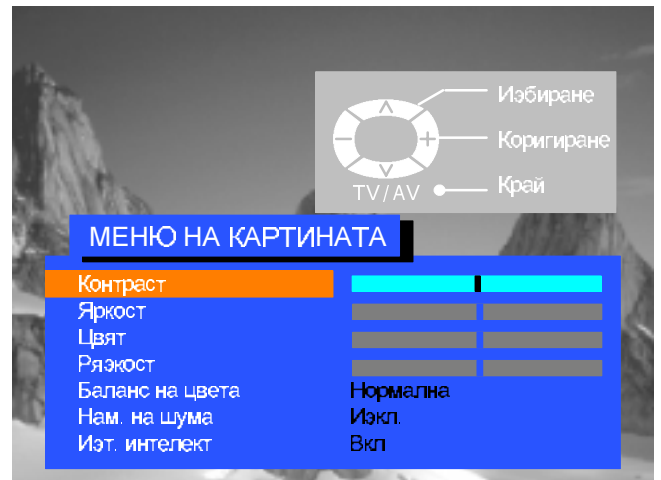 Иэбиране
Коригиране
TV/AV Край
МЕНЮ НА КАРТИНАТА
Контраст
Яркост
Цвят
Ряэкост
Баланс на цвета Нормална
Нам. на шума Иэкл.
Иэт. интелект Вкл